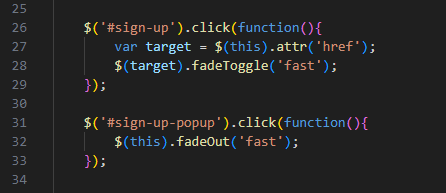 25
26 $('#sign-up').click(function(){
27 var target = $(this).attr('href');
28 $(target).fadeToggle('fast');
29 });
30
31 $('#sign-up-popup').click(function(){
32 $(this).fadeOut('fast');
33 });
34